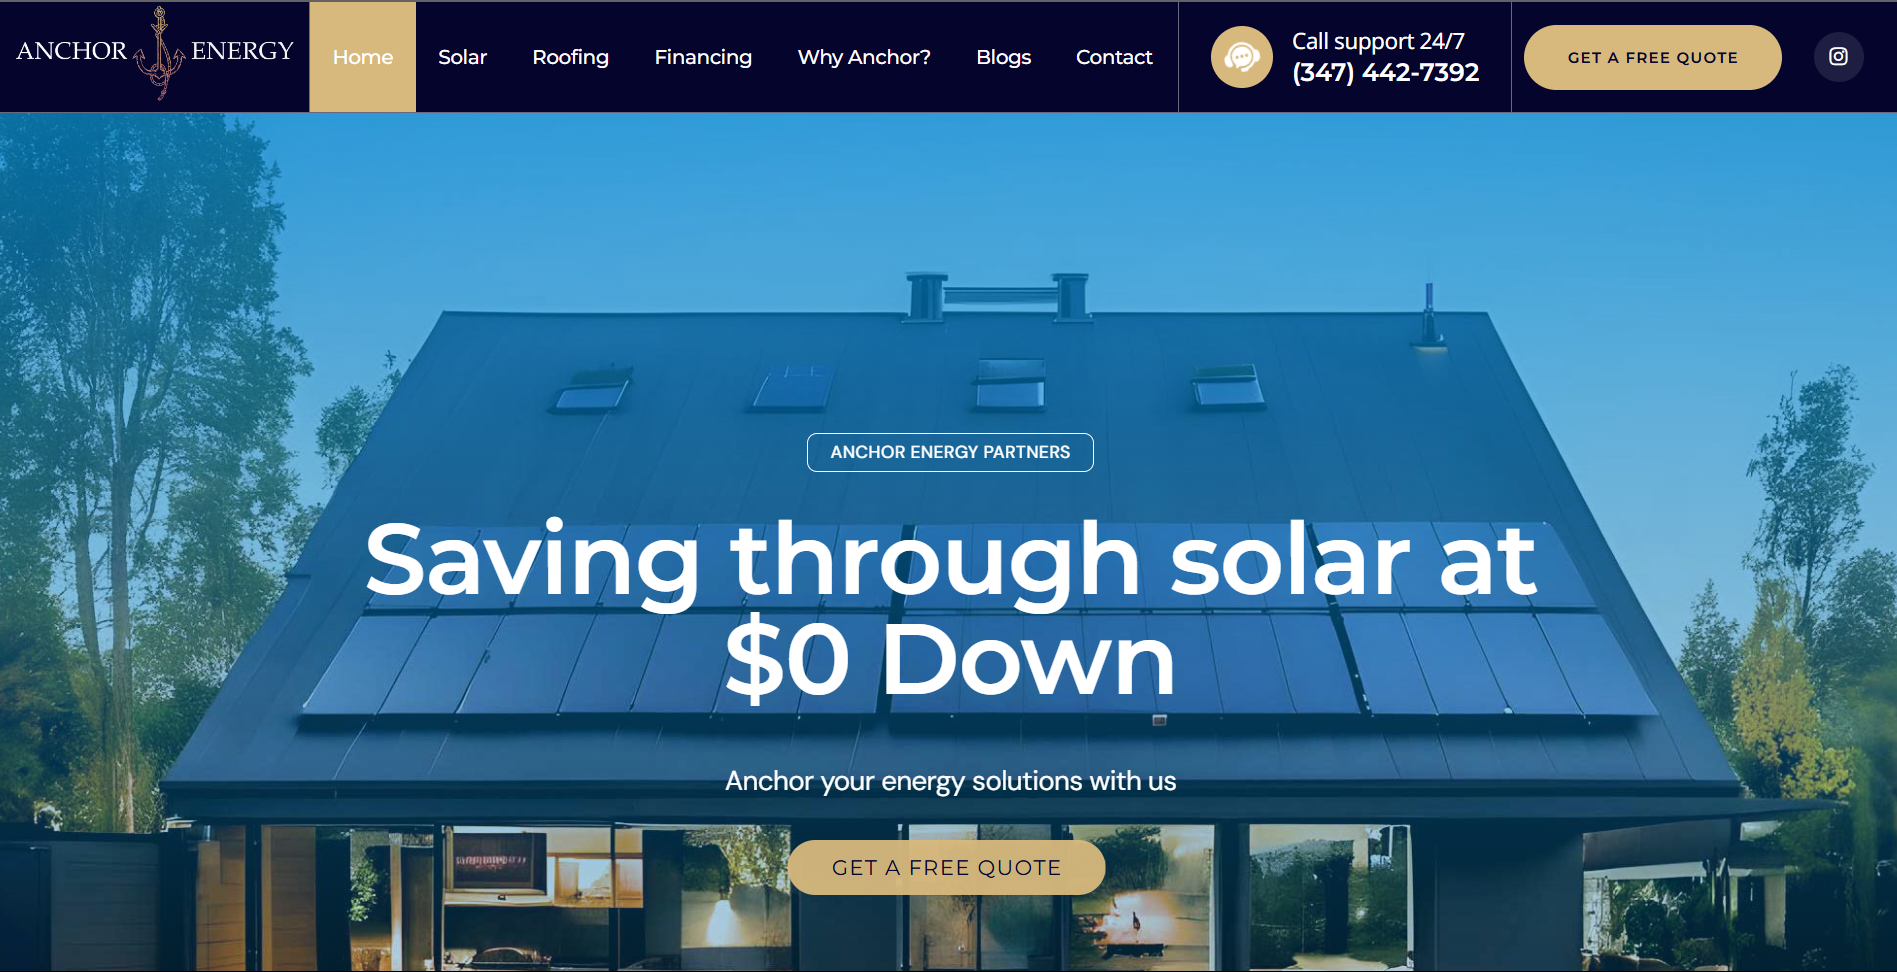 ANCHOR ENERGY
Home
Solar
Roofing
Financing
Why Anchor?
Blogs
Contact
Call support 24/7
(347) 442-7392
GET A FREE QUOTE
ANCHOR ENERGY PARTNERS
Saving through solar at
$0 Down
Anchor your energy solutions with us
GET A FREE QUOTE